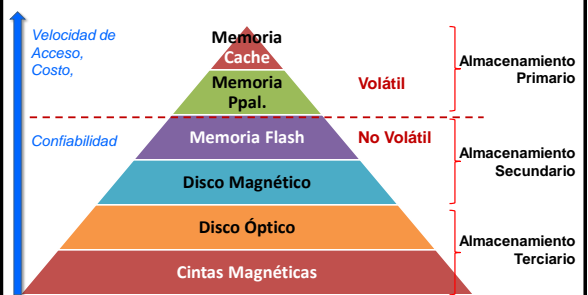 Velocidad de
Acceso,
Costo,
Memoria
Cache
Memoria
Ppal.
Volátil
Almacenamiento
Primario
Confiabilidad
Memoria Flash
No Volátil
Disco Magnético
Almacenamiento
Secundario
Disco Óptico
Cintas Magnéticas
Almacenamiento
Terciario